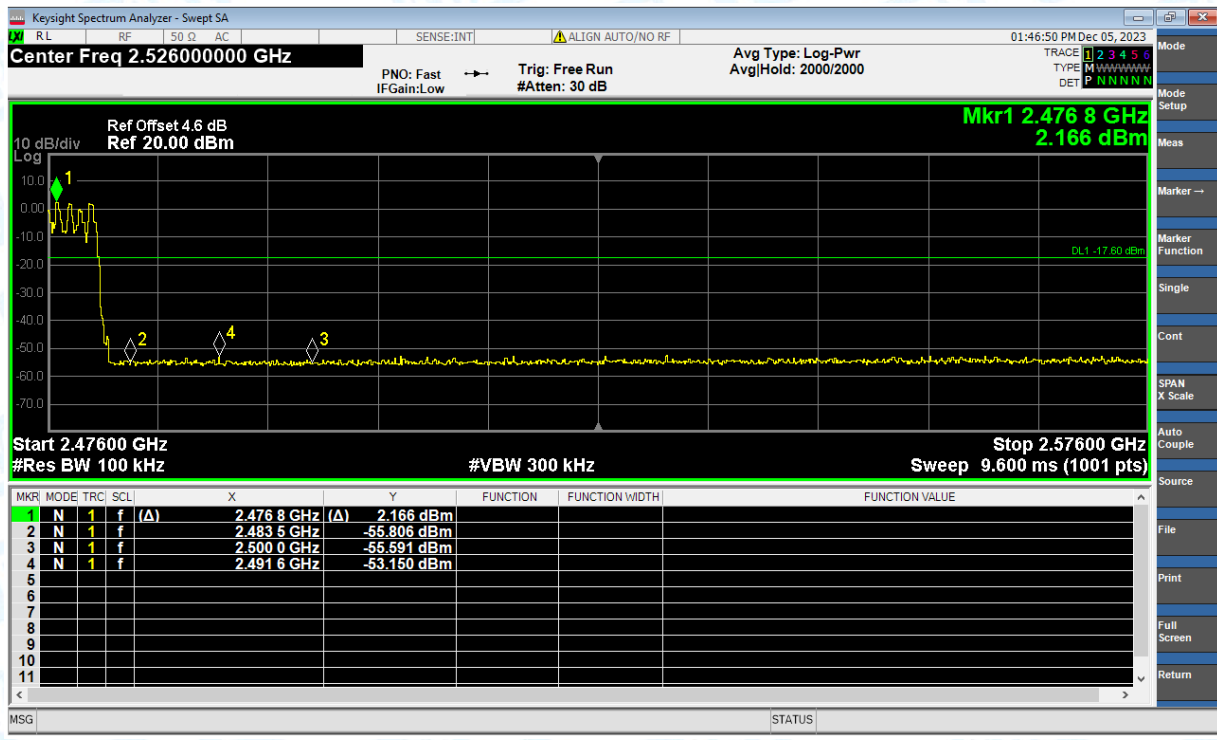 Keysight Spectrum Analyzer - Swept SA
LXI RL RF 50 Ω AC SENSE:INT ALIGN AUTO/NO RF 01:46:50 PM Dec 05, 2023
Center Freq 2.526000000 GHz
PNO: Fast
IFGain:Low
Trig: Free Run
#Atten: 30 dB
Avg Type: Log-Pwr
Avg|Hold: 2000/2000
TRACE 1 2 3 4 5 6
TYPE M WWWWW
DET P N N N N N
Ref Offset 4.6 dB
10 dB/div Ref 20.00 dBm
Log
Mkr1 2.476 8 GHz
2.166 dBm
10.0
0.00
-10.0
-20.0
-30.0
-40.0
-50.0
-60.0
-70.0
1
2
4
3
DL1 -17.60 dBm
Start 2.47600 GHz Stop 2.57600 GHz
#Res BW 100 kHz #VBW 300 kHz Sweep 9.600 ms (1001 pts)
MKR MODE TRC SCL X Y FUNCTION FUNCTION WIDTH FUNCTION VALUE
1 N 1 f (Δ) 2.476 8 GHz (Δ) 2.166 dBm
2 N 1 f 2.483 5 GHz -55.806 dBm
3 N 1 f 2.500 0 GHz -55.591 dBm
4 N 1 f 2.491 6 GHz -53.150 dBm
5
6
7
8
9
10
11
MSG STATUS
Mode
Mode
Setup
Meas
Marker →
Marker
Function
Single
Cont
SPAN
X Scale
Auto
Couple
Source
File
Print
Full
Screen
Return